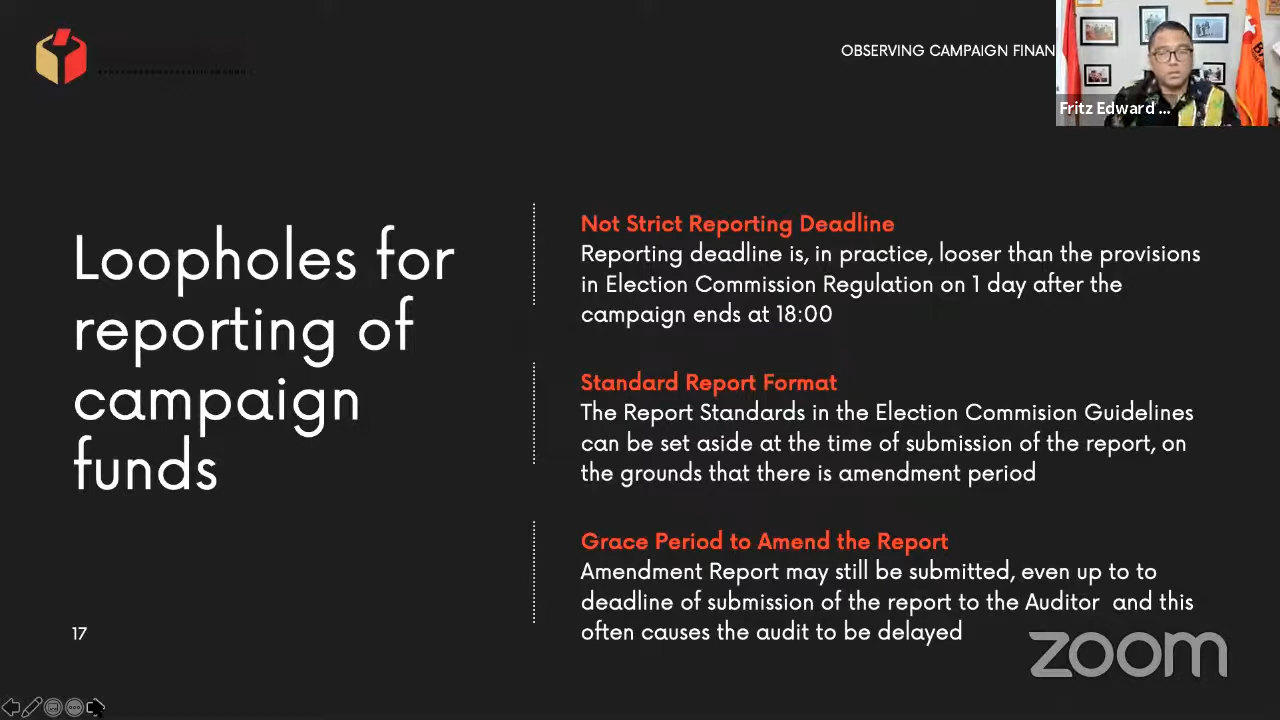 OBSERVING CAMPAIGN FINAN
Fritz Edward ...
Loopholes for
reporting of
campaign
funds
Not Strict Reporting Deadline
Reporting deadline is, in practice, looser than the provisions
in Election Commission Regulation on 1 day after the
campaign ends at 18:00
Standard Report Format
The Report Standards in the Election Commision Guidelines
can be set aside at the time of submission of the report, on
the grounds that there is amendment period
Grace Period to Amend the Report
Amendment Report may still be submitted, even up to to
deadline of submission of the report to the Auditor and this
often causes the audit to be delayed
17
zoom